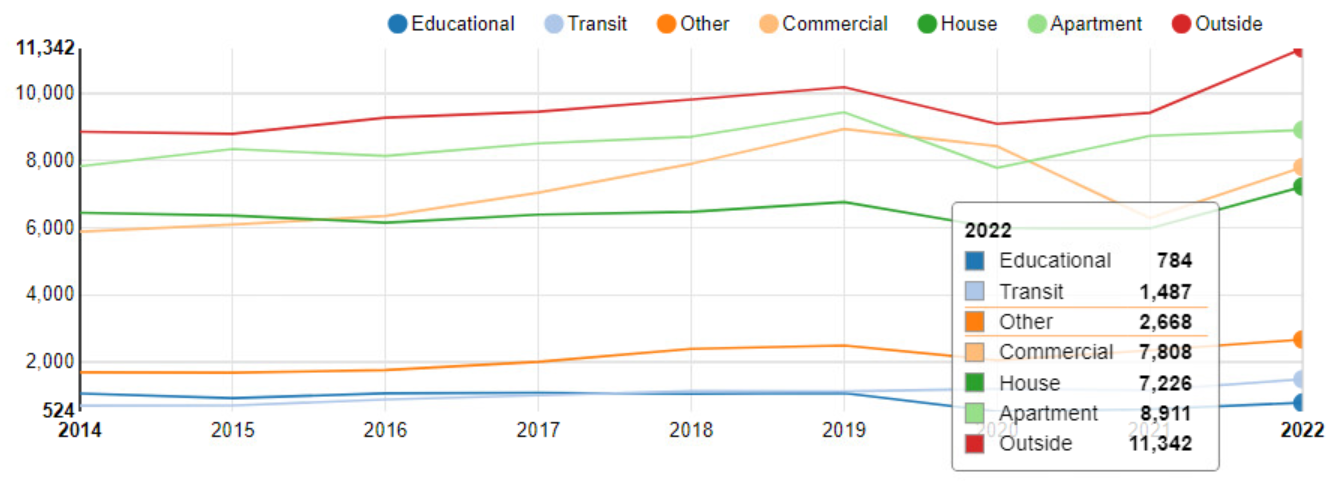 Educational Transit Other Commercial House Apartment Outside
11,342
10,000
8,000
6,000
4,000
2,000
524
2014 2015 2016 2017 2018 2019 2020 2021 2022
2022
Educational 784
Transit 1,487
Other 2,668
Commercial 7,808
House 7,226
Apartment 8,911
Outside 11,342